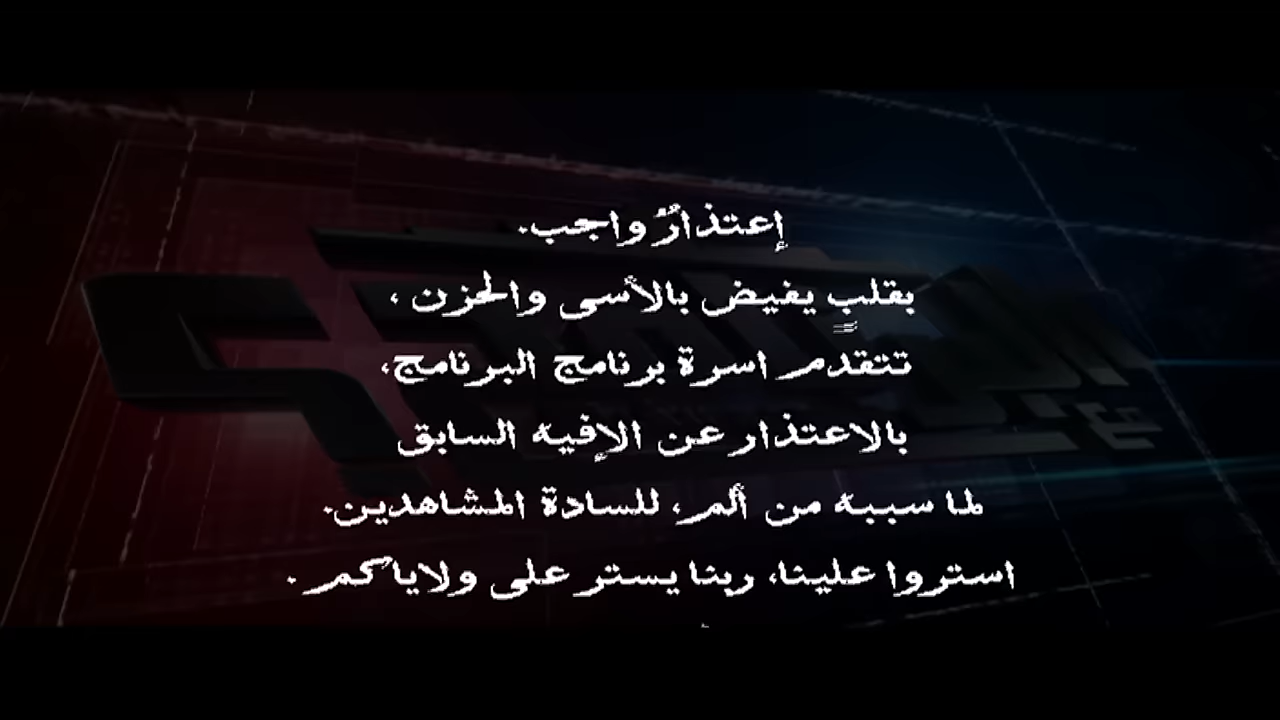 إعتذارٌ واجب.
بقلبٍ يفيض بالأسى والحزن ،
تتقدم اسرة برنامج البرنامج،
بالاعتذار عن الإفيه السابق
لما سببه من ألم، للسادة المشاهدين.
استروا علينا، ربنا يستر على ولاياكم .